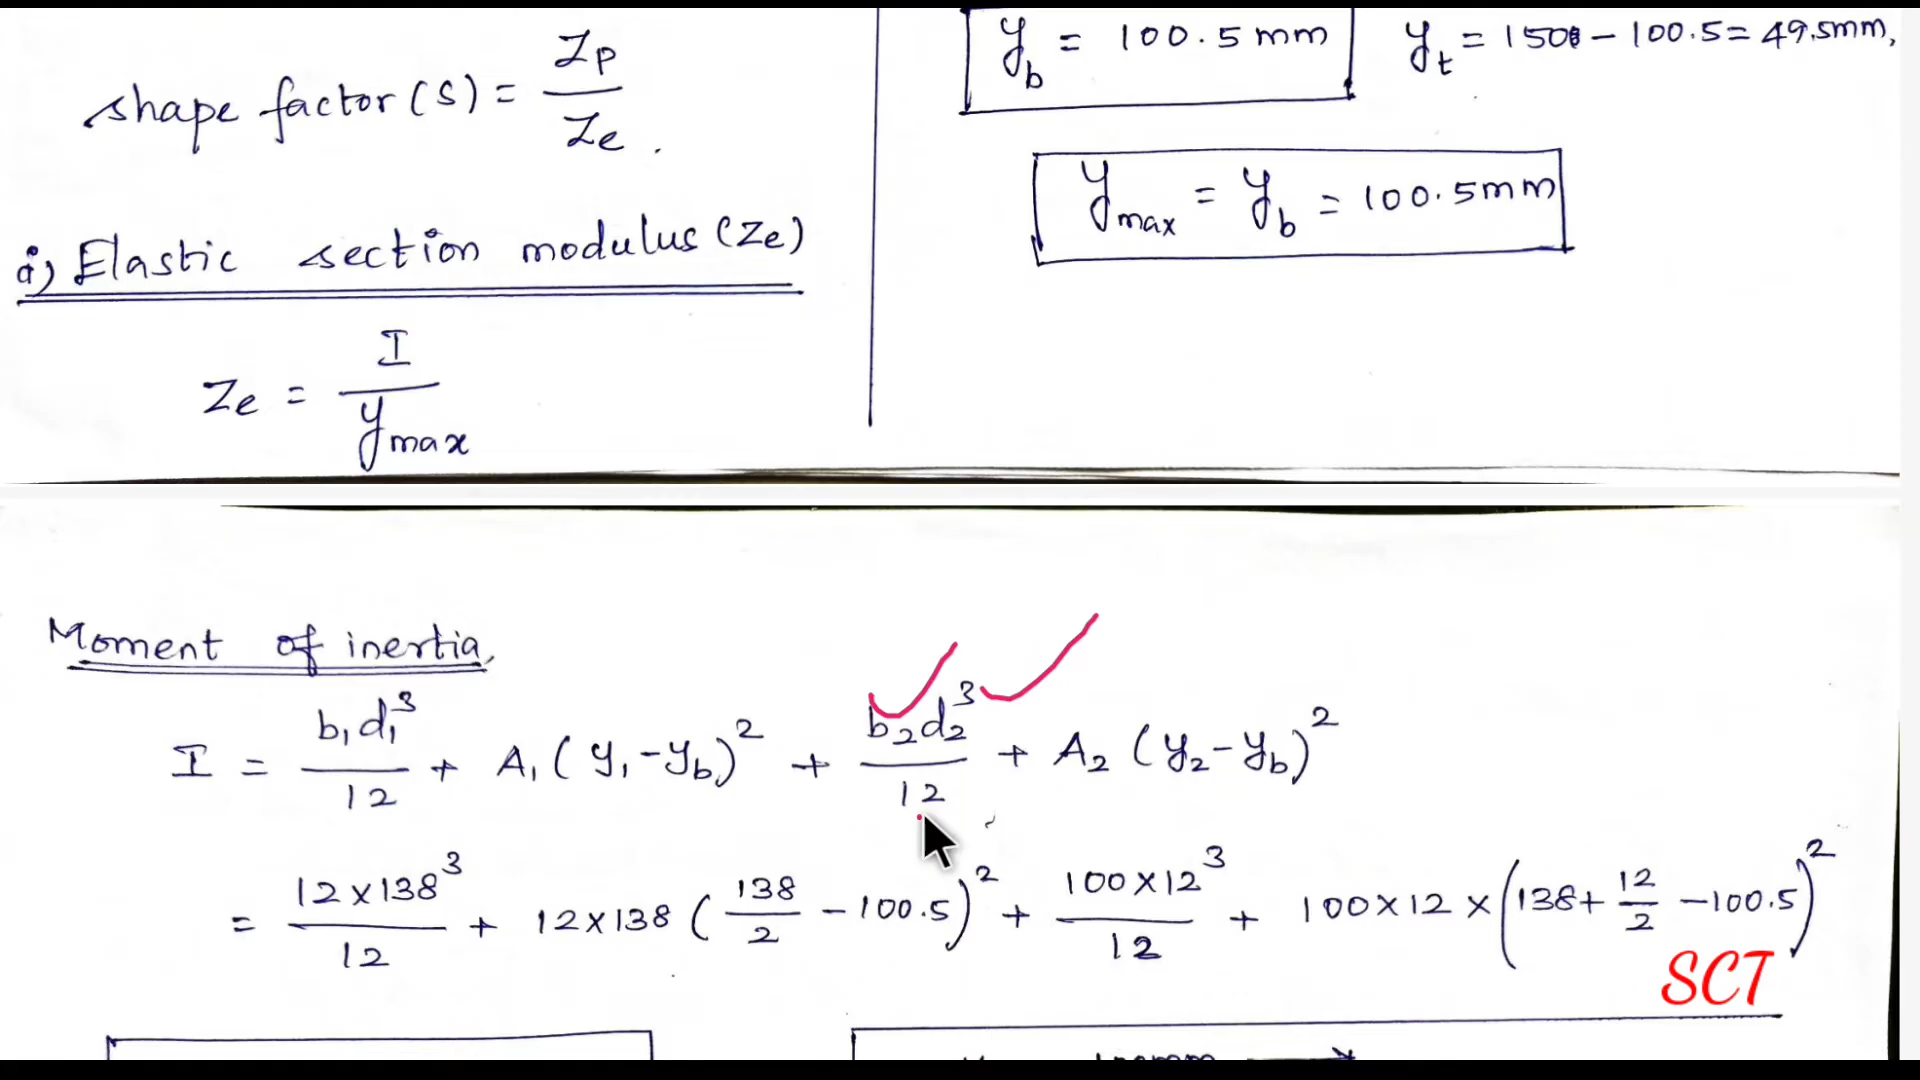 shape factor (S) = Zp / Ze .
i) Elastic section modulus (Ze)
Ze = I / ymax
yb = 100.5 mm yt = 150 - 100.5 = 49.5mm,
ymax = yb = 100.5mm
Moment of inertia,
I = b₁d₁³ / 12 + A₁ (y₁ - yb)² + b₂d₂³ / 12 + A₂ (y₂ - yb)²
= 12 x 138³ / 12 + 12 x 138 (138 / 2 - 100.5)² + 100 x 12³ / 12 + 100 x 12 x (138 + 12 / 2 - 100.5)²
SCT